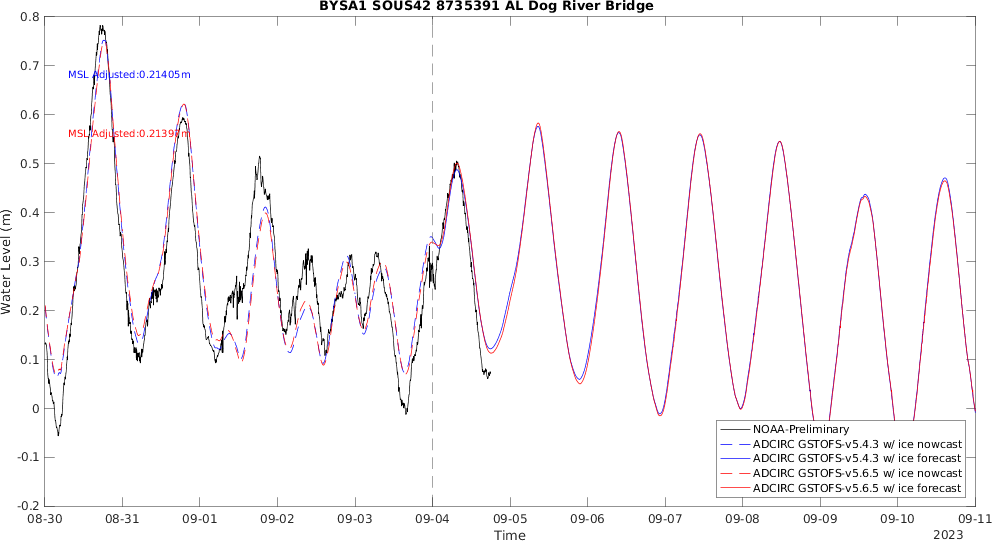 BYSA1 SOUS42 8735391 AL Dog River Bridge
0.8
0.7
0.6
0.5
0.4
0.3
0.2
0.1
0
-0.1
-0.2
Water Level (m)
MSL Adjusted:0.21405m
MSL Adjusted:0.21398m
NOAA-Preliminary
ADCIRC GSTOFS-v5.4.3 w/ ice nowcast
ADCIRC GSTOFS-v5.4.3 w/ ice forecast
ADCIRC GSTOFS-v5.6.5 w/ ice nowcast
ADCIRC GSTOFS-v5.6.5 w/ ice forecast
08-30 08-31 09-01 09-02 09-03 09-04 09-05 09-06 09-07 09-08 09-09 09-10 09-11
Time
2023